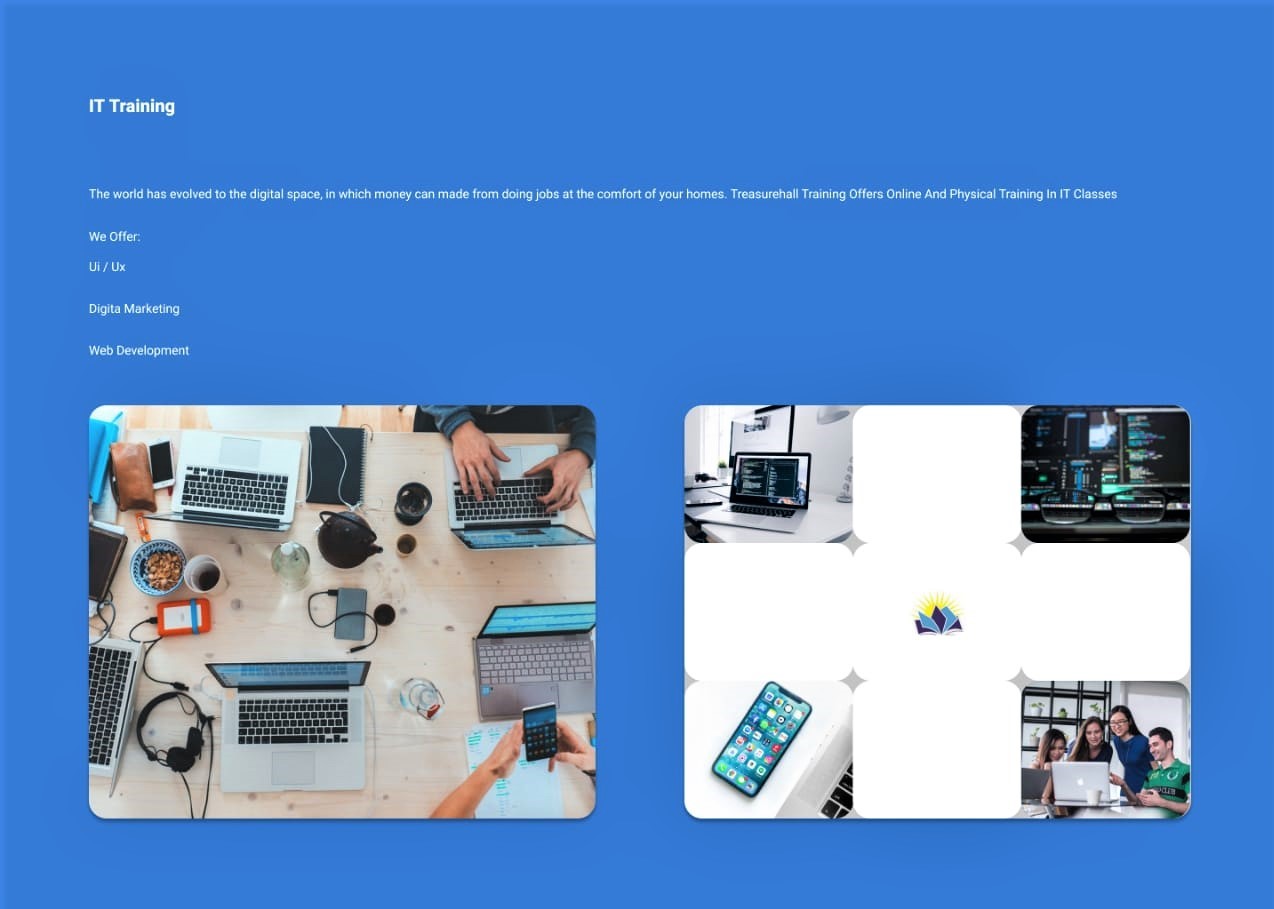 IT Training
The world has evolved to the digital space, in which money can made from doing jobs at the comfort of your homes. Treasurehall Training Offers Online And Physical Training In IT Classes
We Offer:
Ui / Ux
Digita Marketing
Web Development